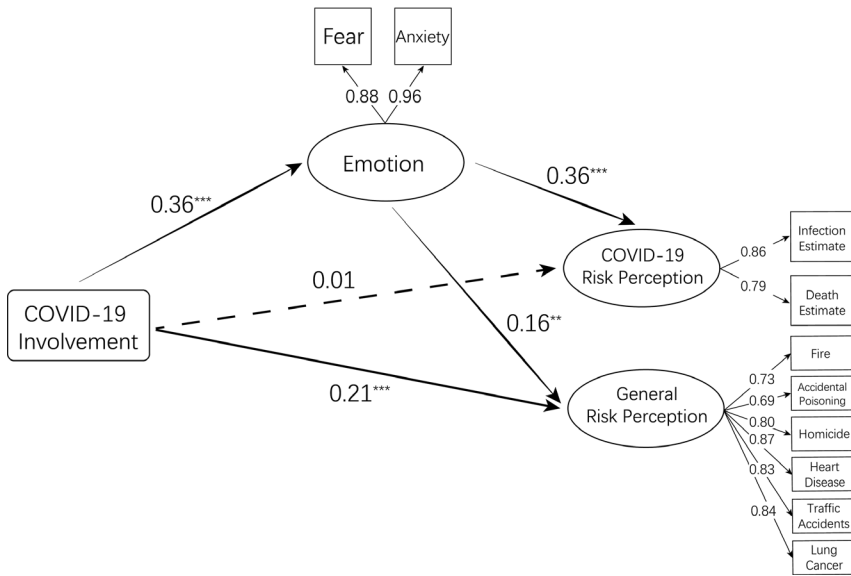 Fear
Anxiety
0.88 0.96
Emotion
0.36***
0.36***
COVID-19
Risk Perception
0.86
0.79
Infection
Estimate
Death
Estimate
0.01
COVID-19
Involvement
0.16**
0.21***
General
Risk Perception
0.73
0.69
0.80
0.87
0.83
0.84
Fire
Accidental
Poisoning
Homicide
Heart
Disease
Traffic
Accidents
Lung
Cancer